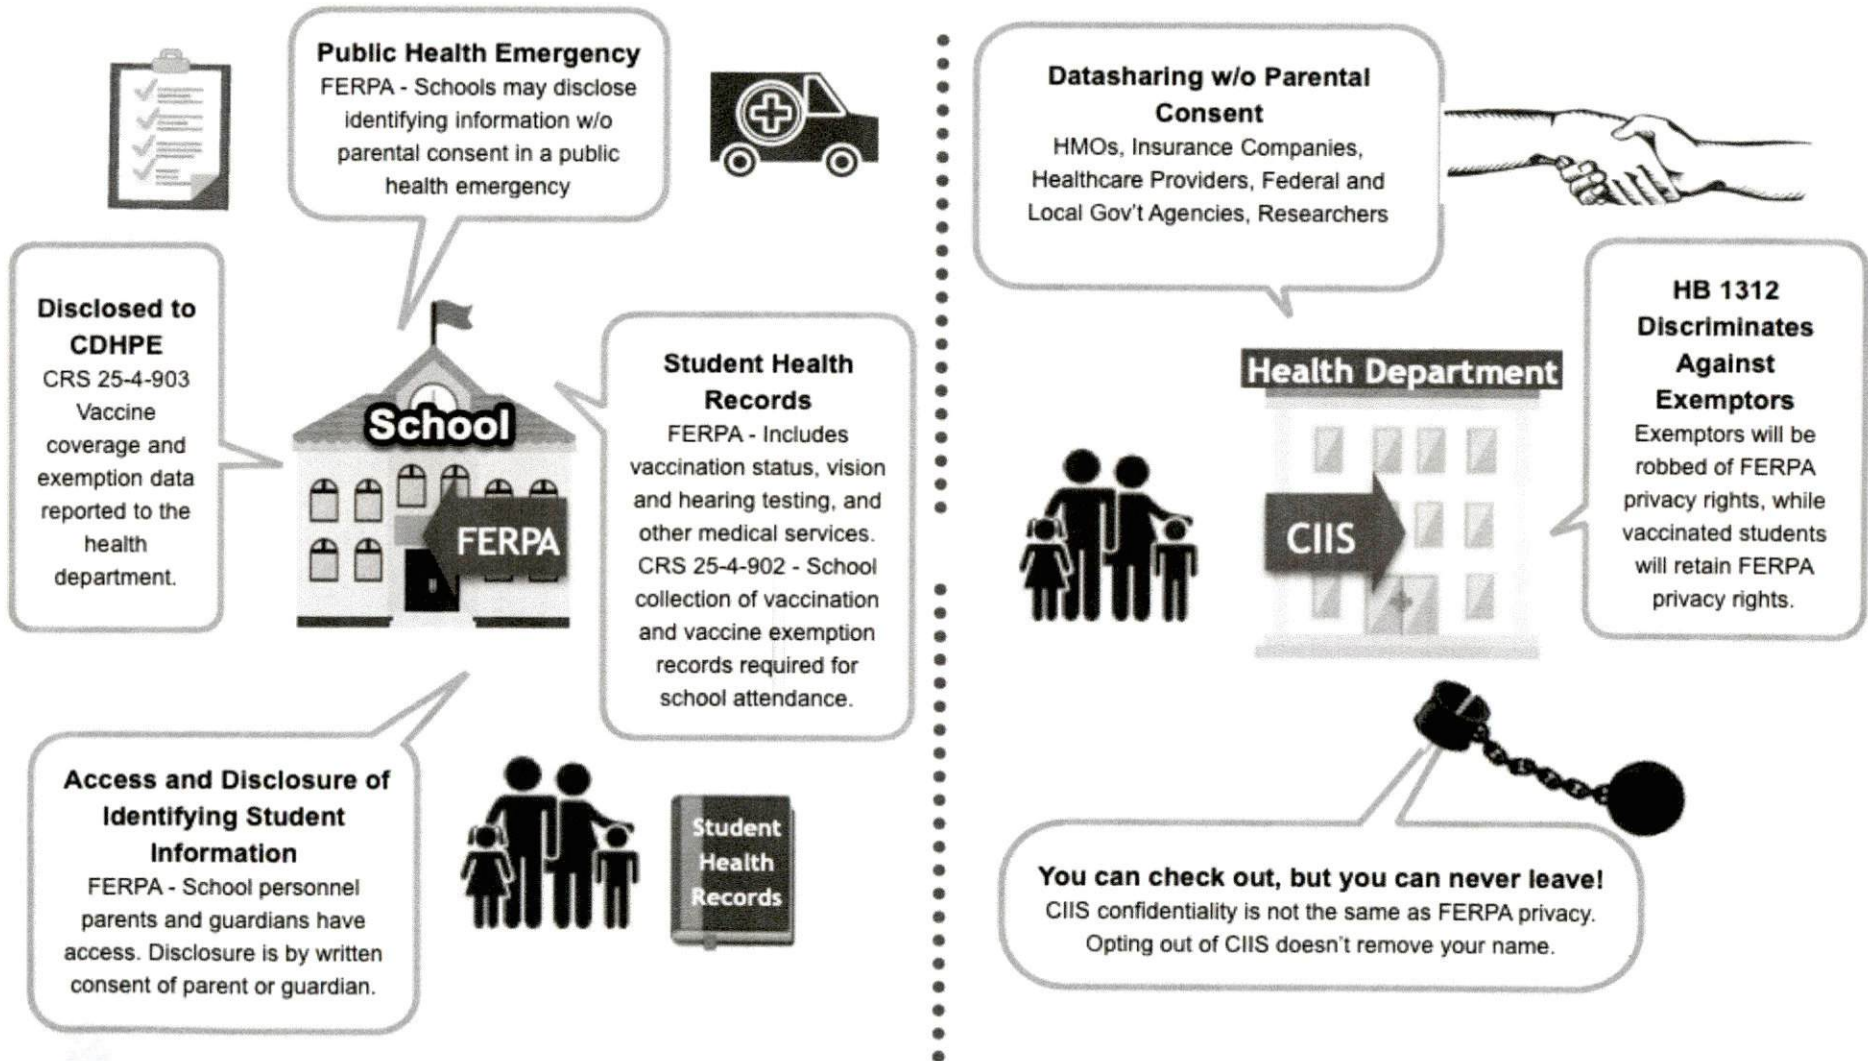 Public Health Emergency
FERPA - Schools may disclose
identifying information w/o
parental consent in a public
health emergency
Disclosed to
CDHPE
CRS 25-4-903
Vaccine
coverage and
exemption data
reported to the
health
department.
School
FERPA
Student Health
Records
FERPA - Includes
vaccination status, vision
and hearing testing, and
other medical services.
CRS 25-4-902 - School
collection of vaccination
and vaccine exemption
records required for
school attendance.
Access and Disclosure of
Identifying Student
Information
FERPA - School personnel
parents and guardians have
access. Disclosure is by written
consent of parent or guardian.
Student
Health
Records
Datasharing w/o Parental
Consent
HMOs, Insurance Companies,
Healthcare Providers, Federal and
Local Gov't Agencies, Researchers
Health Department
CIIS
HB 1312
Discriminates
Against
Exemptors
Exemptors will be
robbed of FERPA
privacy rights, while
vaccinated students
will retain FERPA
privacy rights.
You can check out, but you can never leave!
CIIS confidentiality is not the same as FERPA privacy.
Opting out of CIIS doesn't remove your name.